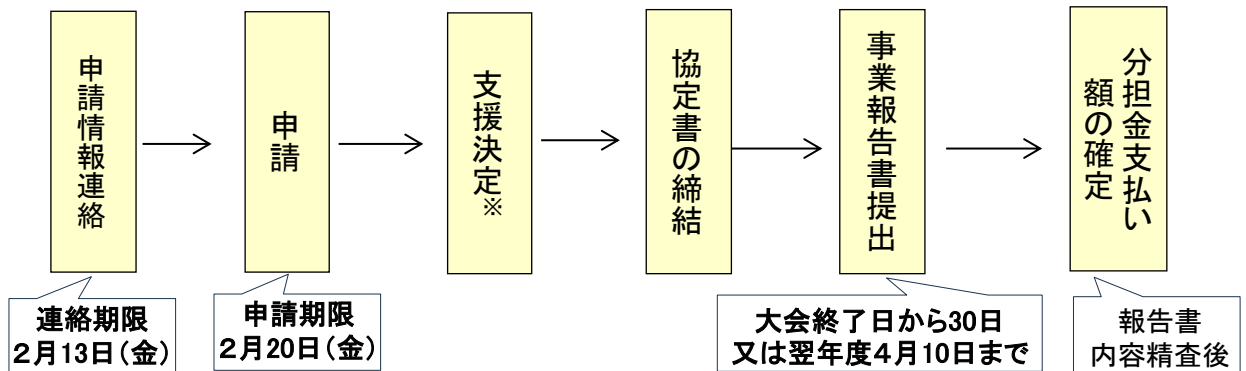 申請情報連絡
申請
支援決定※
協定書の締結
事業報告書提出
分担金支払い
額の確定
連絡期限
２月13日（金）
申請期限
２月20日（金）
大会終了日から30日
又は翌年度４月10日まで
報告書
内容精査後